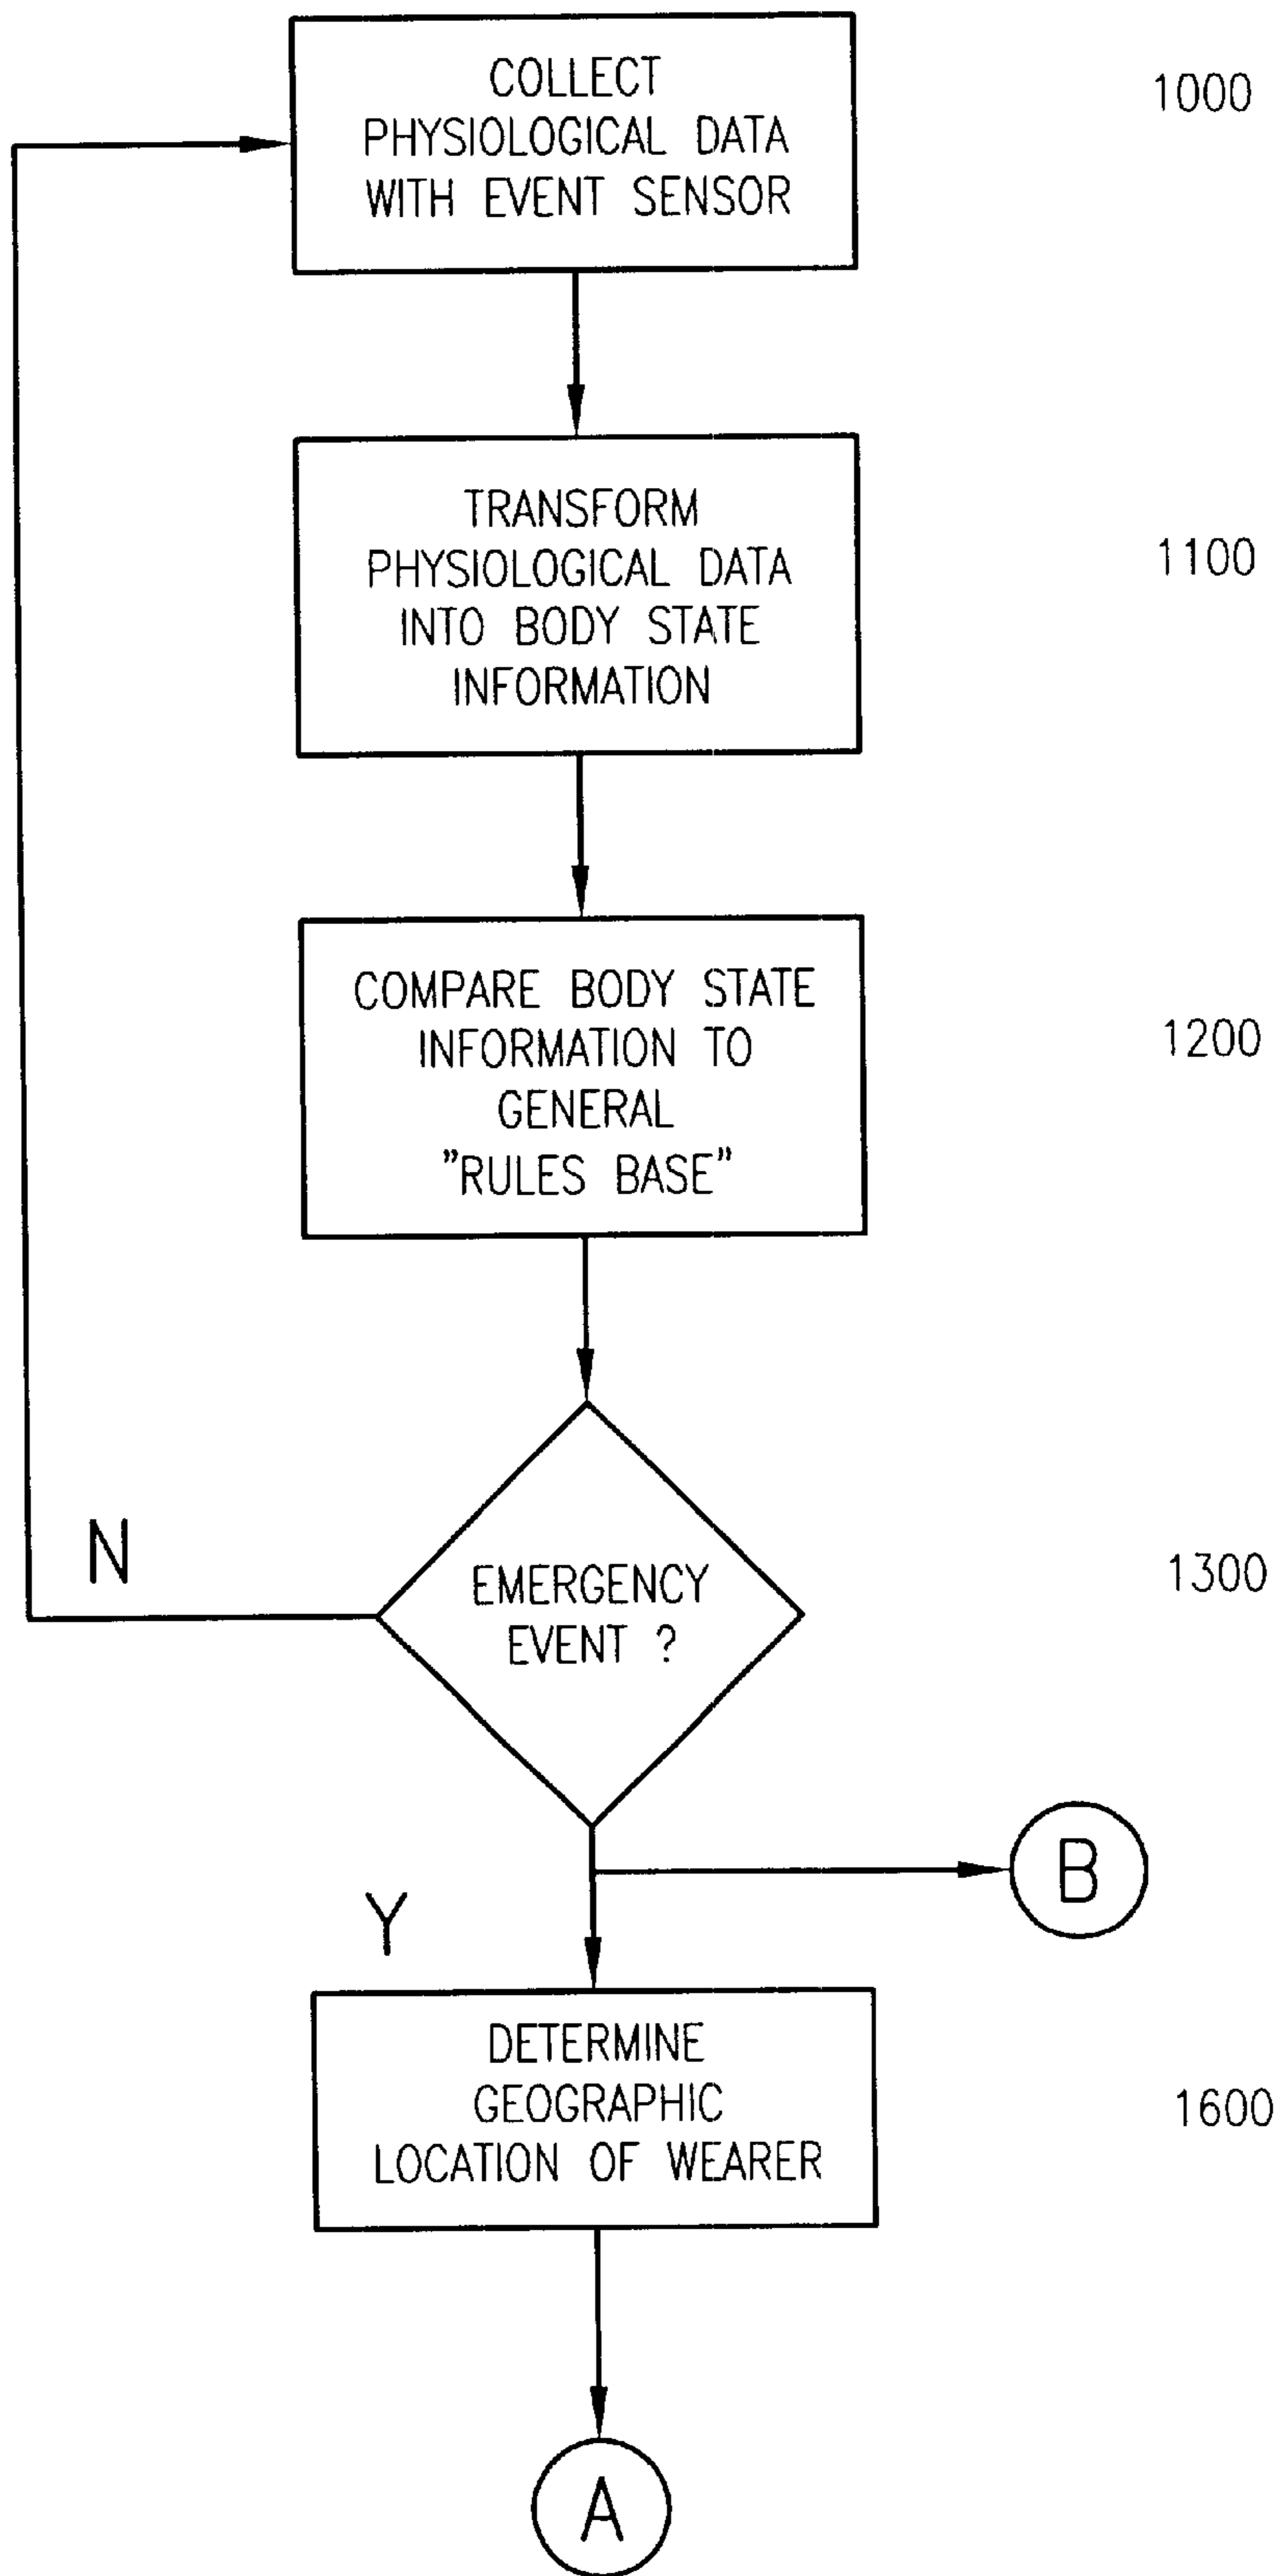 COLLECT
PHYSIOLOGICAL DATA
WITH EVENT SENSOR
1000
TRANSFORM
PHYSIOLOGICAL DATA
INTO BODY STATE
INFORMATION
1100
COMPARE BODY STATE
INFORMATION TO
GENERAL
"RULES BASE"
1200
EMERGENCY
EVENT ?
1300
N
B
Y
DETERMINE
GEOGRAPHIC
LOCATION OF WEARER
1600
A